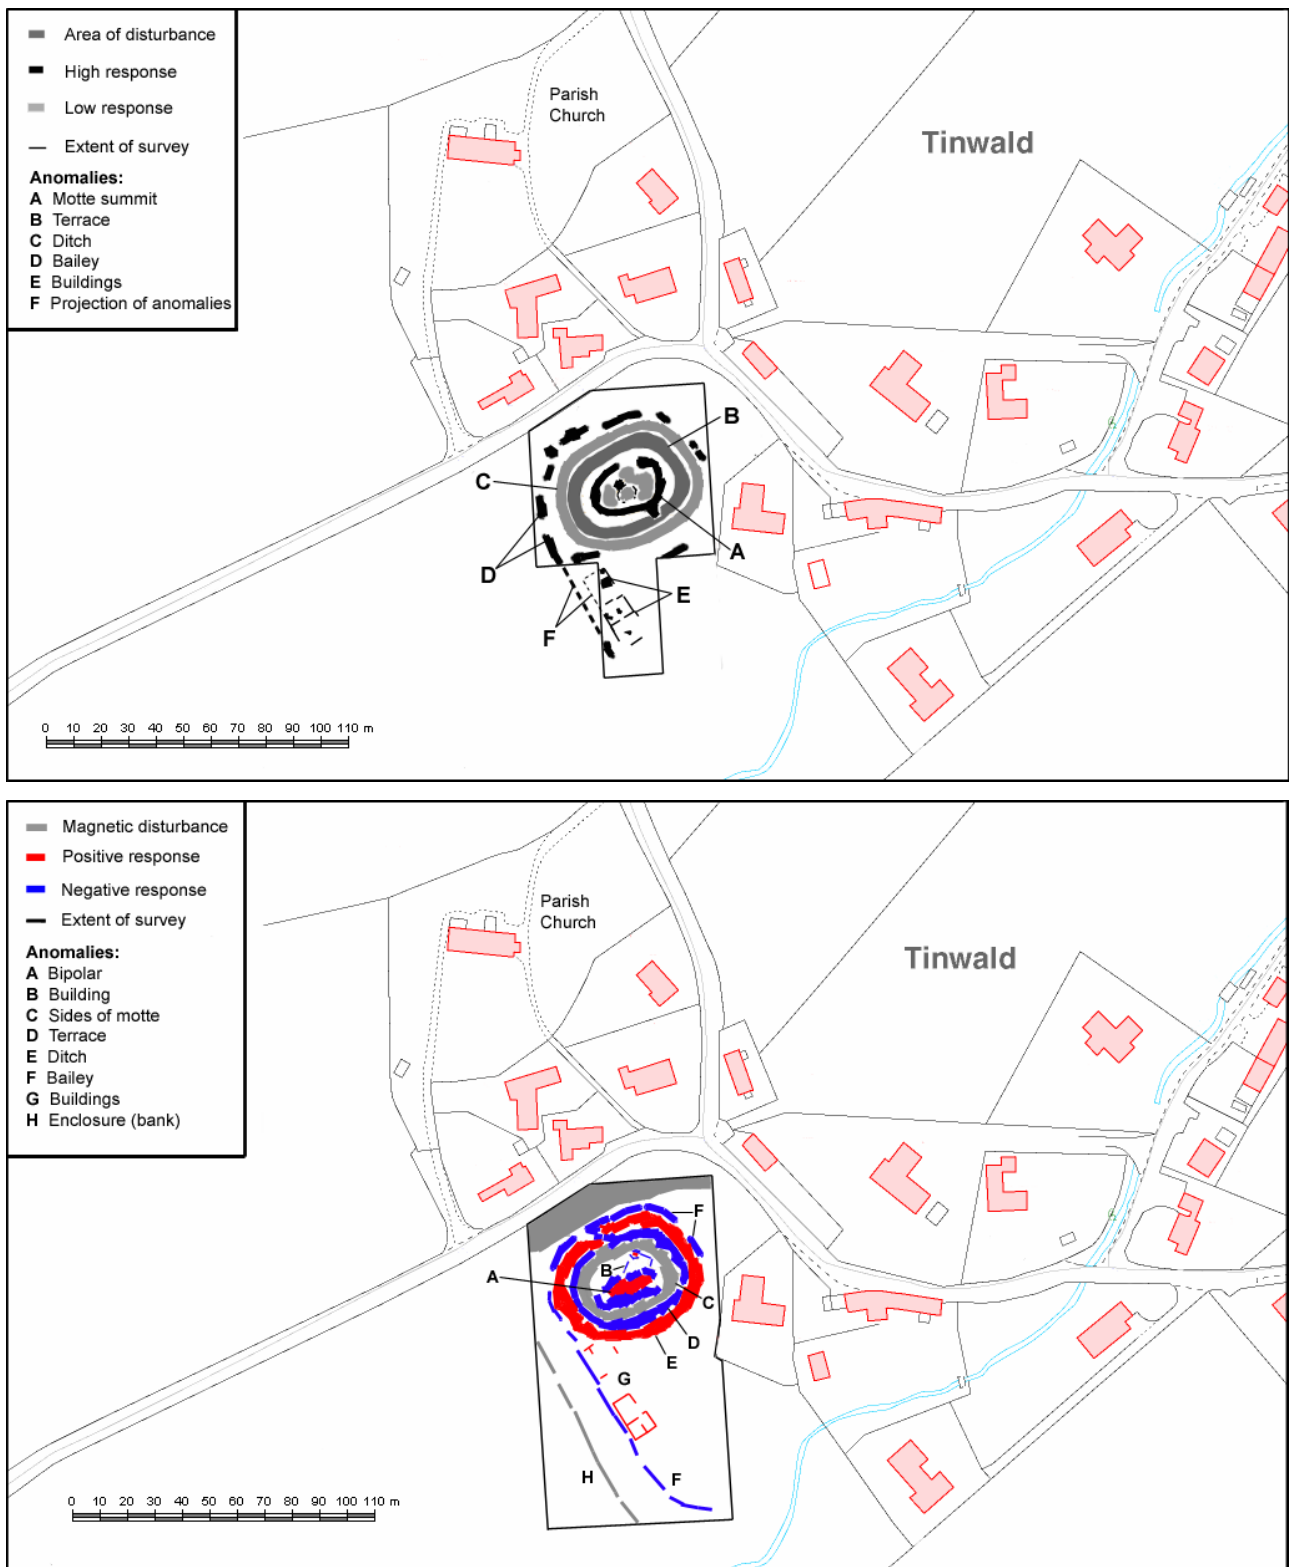 Area of disturbance
High response
Low response
Extent of survey
Anomalies:
A Motte summit
B Terrace
C Ditch
D Bailey
E Buildings
F Projection of anomalies
Parish
Church
Tinwald
B
C
A
D
E
F
0 10 20 30 40 50 60 70 80 90 100 110 m
Magnetic disturbance
Positive response
Negative response
Extent of survey
Anomalies:
A Bipolar
B Building
C Sides of motte
D Terrace
E Ditch
F Bailey
G Buildings
H Enclosure (bank)
Parish
Church
Tinwald
F
B
A
C
D
E
G
H
F
0 10 20 30 40 50 60 70 80 90 100 110 m